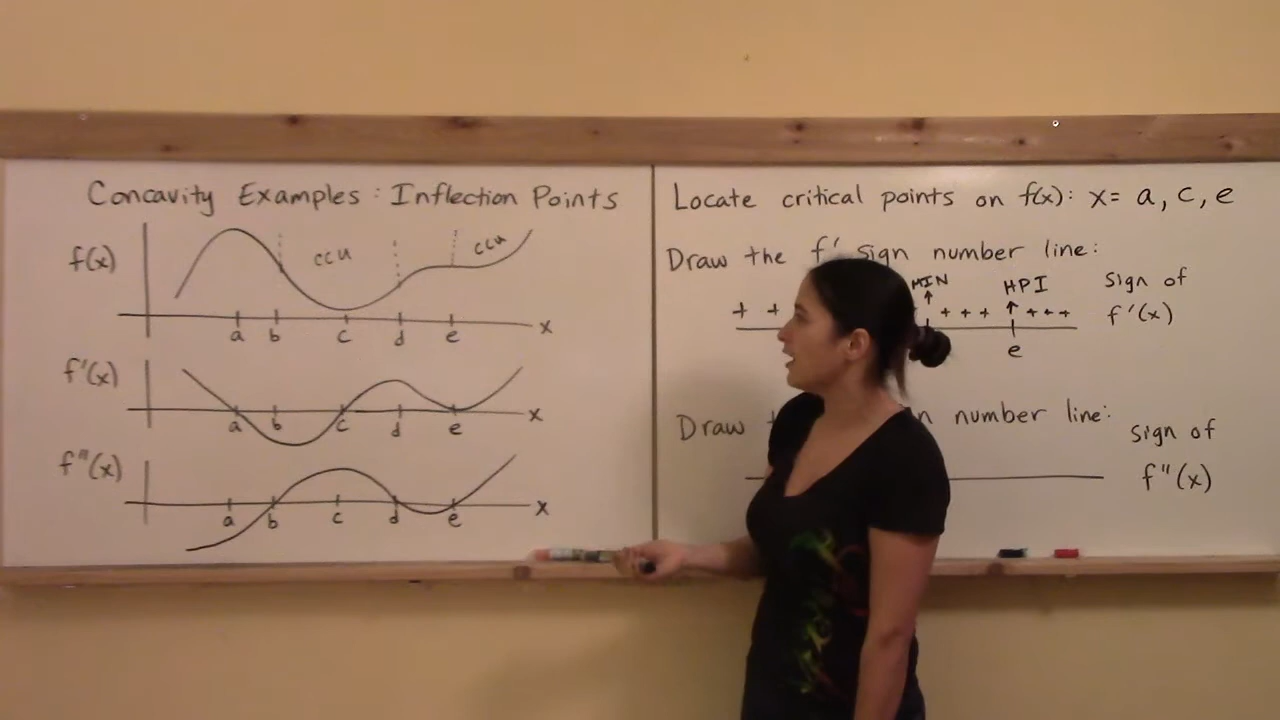 Concavity Examples: Inflection Points
f(x)
ccu
ccu
a b c d e x
f'(x)
a b c d e x
f"(x)
a b c d e x
Locate critical points on f(x): x= a, c, e
Draw the f' sign number line:
MIN HPI Sign of
+ + + + + + + + f'(x)
e
Draw number line:
Sign of
f"(x)